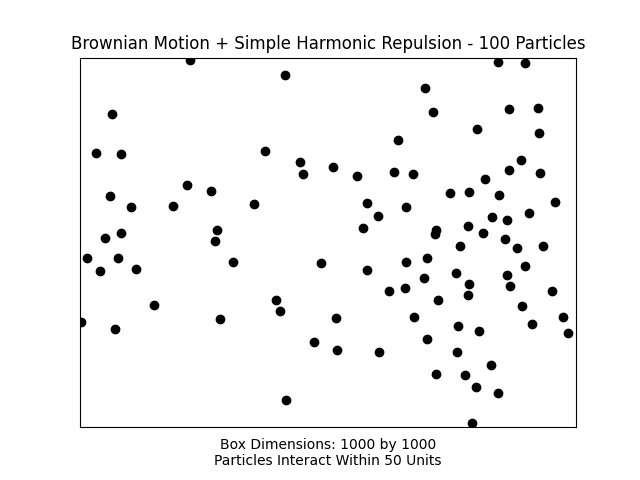 Brownian Motion + Simple Harmonic Repulsion - 100 Particles
Box Dimensions: 1000 by 1000
Particles Interact Within 50 Units